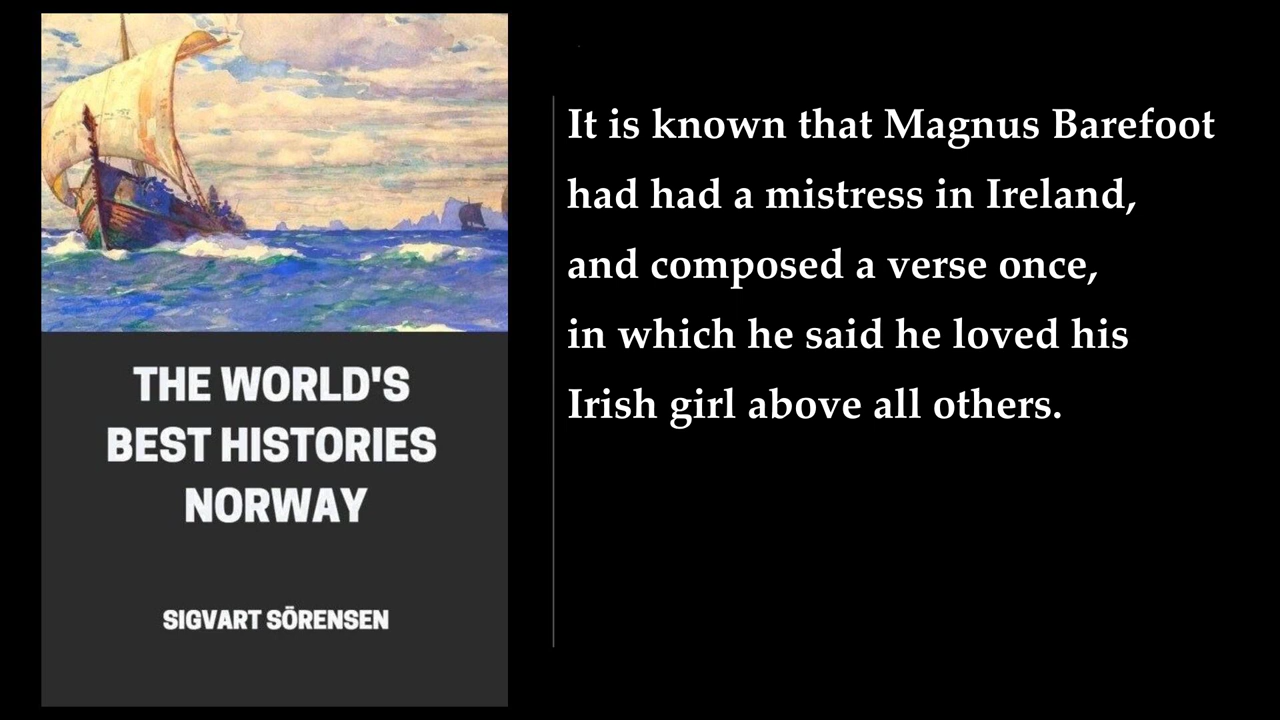 THE WORLD'S
BEST HISTORIES
NORWAY
SIGVART SÖRENSEN
It is known that Magnus Barefoot
had had a mistress in Ireland,
and composed a verse once,
in which he said he loved his
Irish girl above all others.